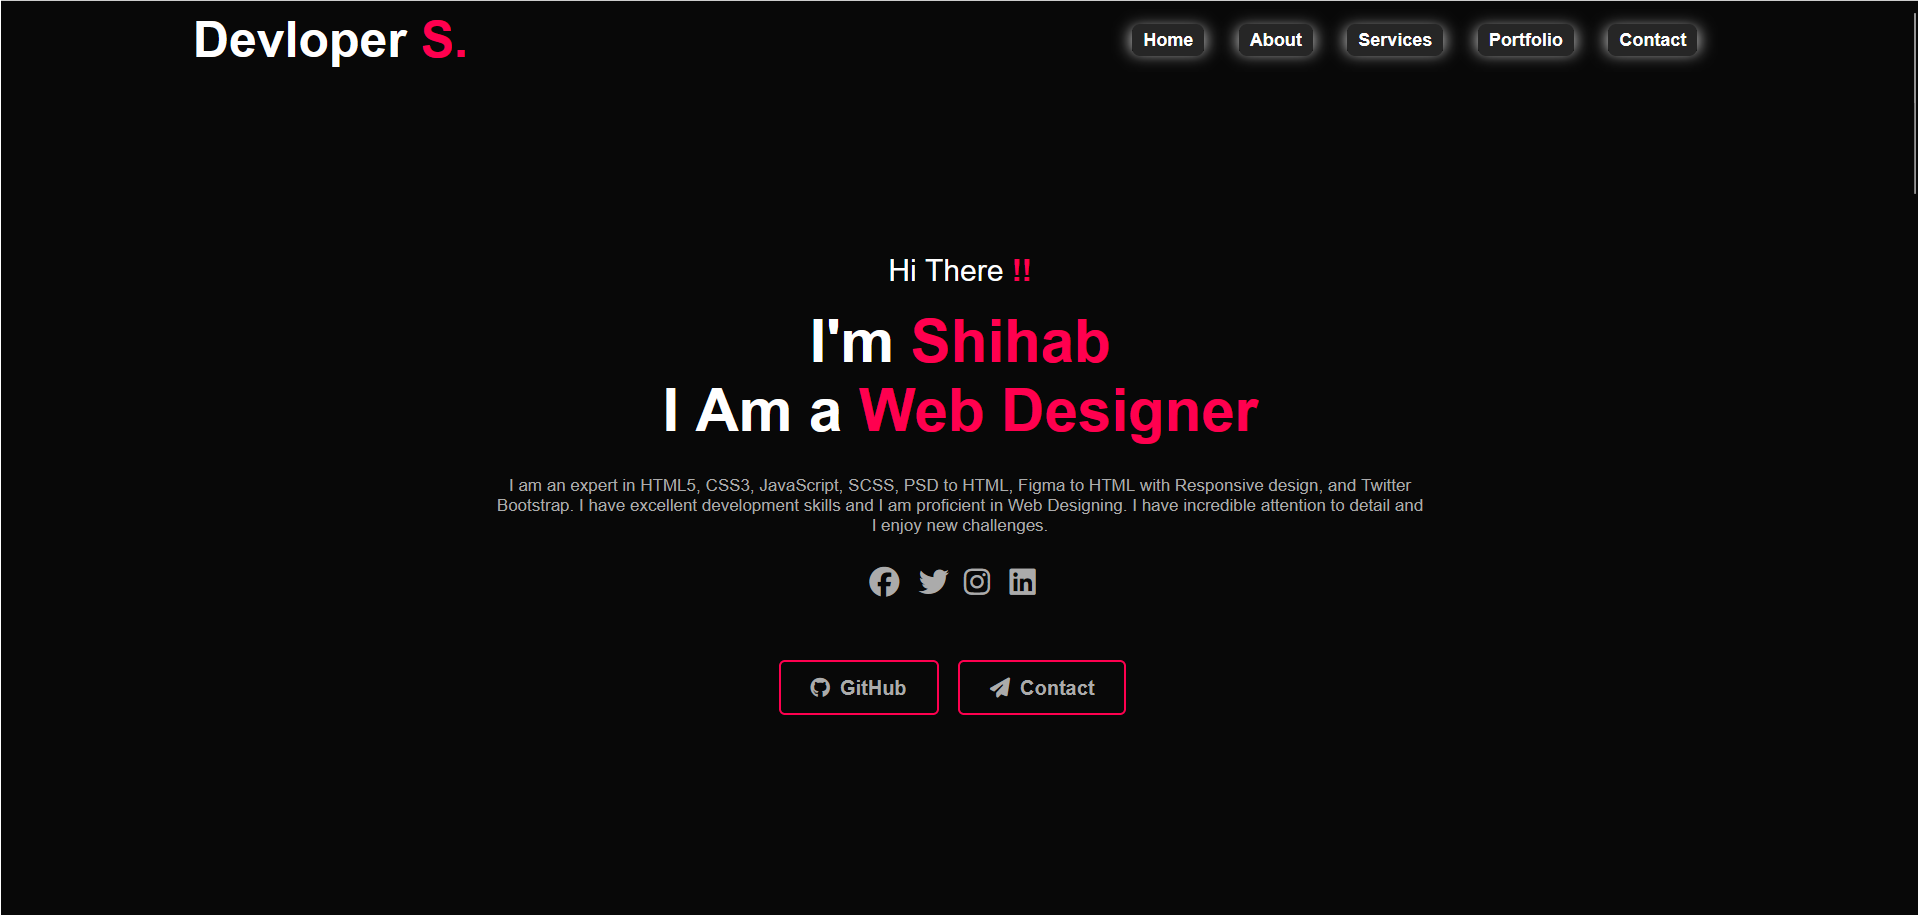 Devloper S.
Home About Services Portfolio Contact
Hi There !!
I'm Shihab
I Am a Web Designer
I am an expert in HTML5, CSS3, JavaScript, SCSS, PSD to HTML, Figma to HTML with Responsive design, and Twitter
Bootstrap. I have excellent development skills and I am proficient in Web Designing. I have incredible attention to detail and
I enjoy new challenges.
GitHub Contact